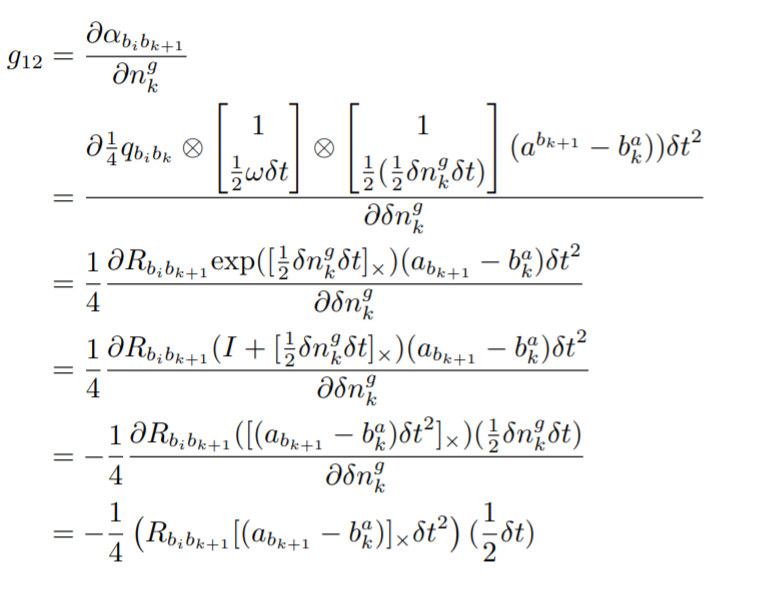 g_{12} = \frac{\partial \alpha_{b_i b_{k+1}}}{\partial n_k^g}
= \frac{\partial \frac{1}{4} q_{b_i b_k} \otimes \begin{bmatrix} 1 \\ \frac{1}{2} \omega \delta t \end{bmatrix} \otimes \begin{bmatrix} 1 \\ \frac{1}{2} (\frac{1}{2} \delta n_k^g \delta t) \end{bmatrix} (a^{b_{k+1}} - b_k^a)) \delta t^2}{\partial \delta n_k^g}
= \frac{1}{4} \frac{\partial R_{b_i b_{k+1}} \exp([\frac{1}{2} \delta n_k^g \delta t]_\times)(a_{b_{k+1}} - b_k^a) \delta t^2}{\partial \delta n_k^g}
= \frac{1}{4} \frac{\partial R_{b_i b_{k+1}} (I + [\frac{1}{2} \delta n_k^g \delta t]_\times)(a_{b_{k+1}} - b_k^a) \delta t^2}{\partial \delta n_k^g}
= -\frac{1}{4} \frac{\partial R_{b_i b_{k+1}} ([(a_{b_{k+1}} - b_k^a) \delta t^2]_\times)(\frac{1}{2} \delta n_k^g \delta t)}{\partial \delta n_k^g}
= -\frac{1}{4} \left( R_{b_i b_{k+1}} [(a_{b_{k+1}} - b_k^a)]_\times \delta t^2 \right) (\frac{1}{2} \delta t)